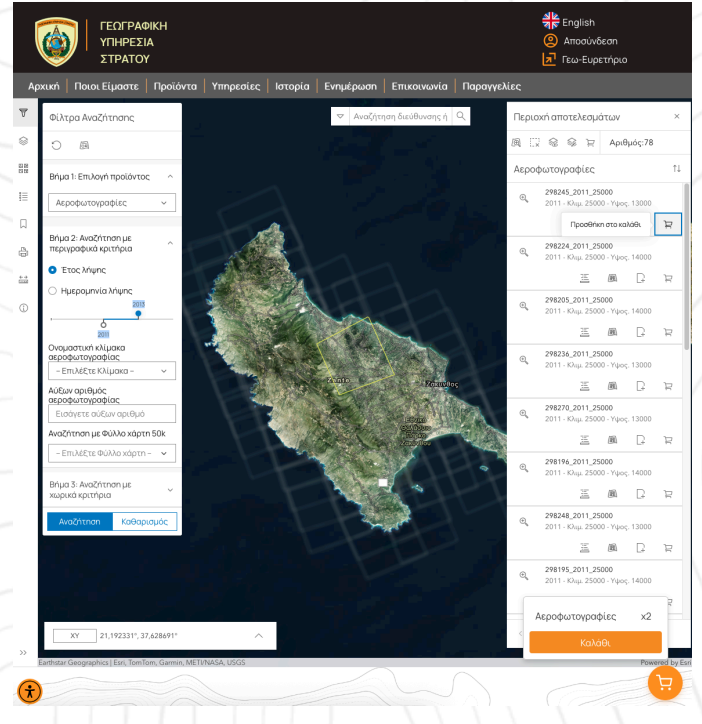 ΓΕΩΓΡΑΦΙΚΗ
ΥΠΗΡΕΣΙΑ
ΣΤΡΑΤΟΥ
English
Αποσύνδεση
Γεω-Ευρετήριο
Αρχική Ποιοι Είμαστε Προϊόντα Υπηρεσίες Ιστορία Ενημέρωση Επικοινωνία Παραγγελίες
Φίλτρα Αναζήτησης
Βήμα 1: Επιλογή προϊόντος
Αεροφωτογραφίες
Βήμα 2: Αναζήτηση με
περιγραφικά κριτήρια
Έτος λήψης
Ημερομηνία λήψης
2013
2011
Ονομαστική κλίμακα
αεροφωτογραφίας
– Επιλέξτε Κλίμακα –
Αύξων αριθμός
αεροφωτογραφίας
Εισάγετε αύξων αριθμό
Αναζήτηση με Φύλλο χάρτη 50k
– Επιλέξτε Φύλλο χάρτη –
Βήμα 3: Αναζήτηση με
χωρικά κριτήρια
Αναζήτηση Καθαρισμός
Αναζήτηση διεύθυνσης ή
Zante
Ζάκυνθος
XY 21,192331°, 37,628691°
Earthstar Geographics | Esri, TomTom, Garmin, METI/NASA, USGS
Powered by Esri
Περιοχή αποτελεσμάτων ×
Αριθμός:78
Αεροφωτογραφίες
298245_2011_25000
2011 - Κλιμ. 25000 - Υψος. 13000
Προσθήκη στο καλάθι
298224_2011_25000
2011 - Κλιμ. 25000 - Υψος. 14000
298205_2011_25000
2011 - Κλιμ. 25000 - Υψος. 14000
298236_2011_25000
2011 - Κλιμ. 25000 - Υψος. 13000
298270_2011_25000
2011 - Κλιμ. 25000 - Υψος. 13000
298196_2011_25000
2011 - Κλιμ. 25000 - Υψος. 14000
298248_2011_25000
2011 - Κλιμ. 25000 - Υψος. 13000
298195_2011_25000
2011 - Κλιμ. 25000 - Υψος. 14000
Αεροφωτογραφίες x2
Καλάθι